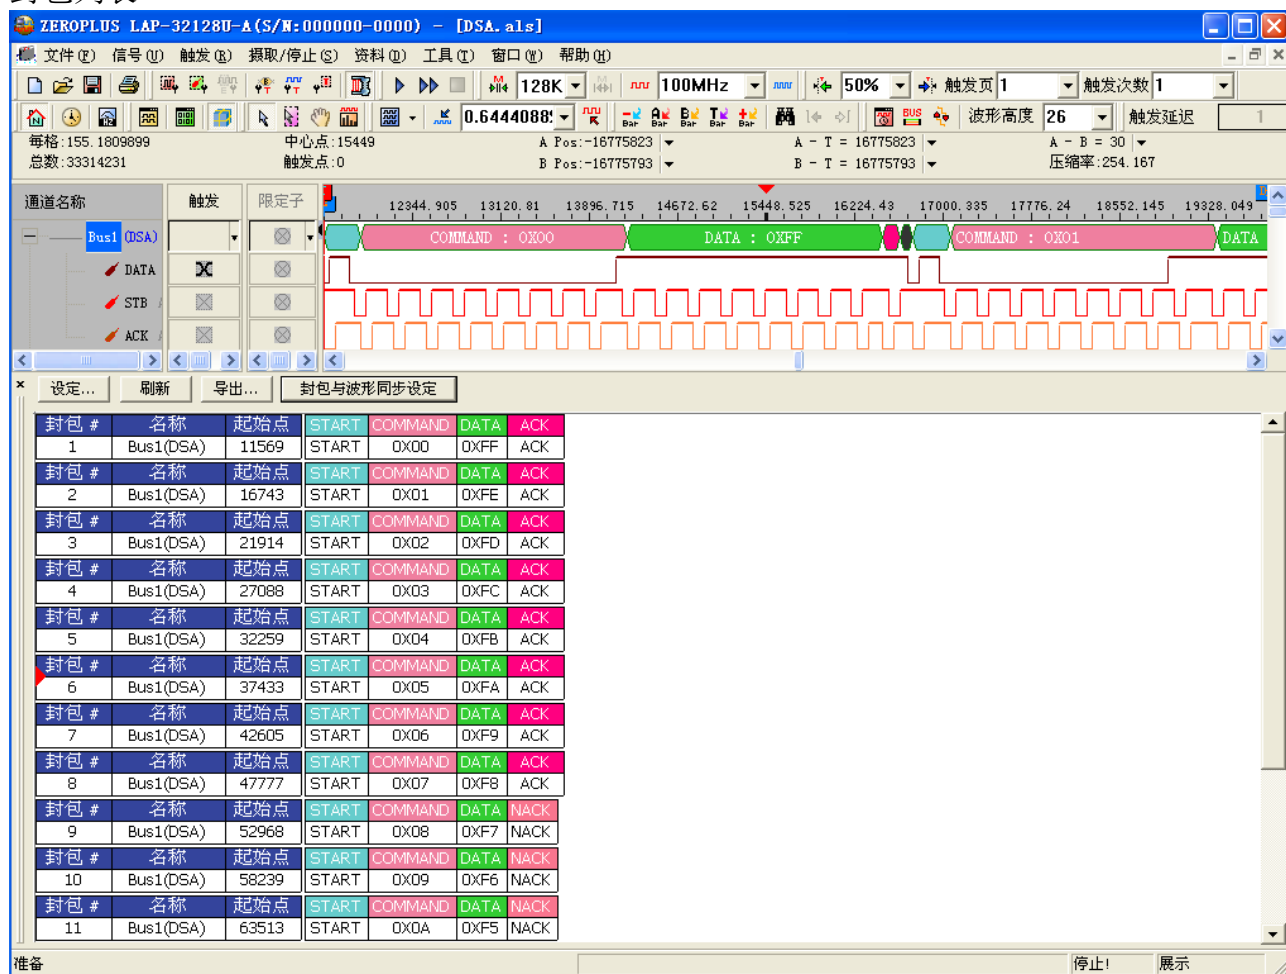 ZEROPLUS LAP-32128U-A(S/N:000000-0000) - [DSA.als]
文件(F) 信号(U) 触发(R) 摄取/停止(S) 资料(D) 工具(T) 窗口(W) 帮助(H)
128K 100MHz 50% 触发页 1 触发次数 1
0.6444088 Bar Bar Bar Bar Bar BUS 波形高度 26 触发延迟 1
每格:155.1809899 中心点:15449 A Pos:-16775823 A - T = 16775823 A - B = 30
总数:33314231 触发点:0 B Pos:-16775793 B - T = 16775793 压缩率:254.167
通道名称 触发 限定子 12344.905 13120.81 13896.715 14672.62 15448.525 16224.43 17000.335 17776.24 18552.145 19328.049
Bus1 (DSA) COMMAND : 0X00 DATA : 0XFF COMMAND : 0X01 DATA
DATA
STB
ACK
设定... 刷新 导出... 封包与波形同步设定
封包 # 名称 起始点 START COMMAND DATA ACK
1 Bus1(DSA) 11569 START 0X00 0XFF ACK
封包 # 名称 起始点 START COMMAND DATA ACK
2 Bus1(DSA) 16743 START 0X01 0XFE ACK
封包 # 名称 起始点 START COMMAND DATA ACK
3 Bus1(DSA) 21914 START 0X02 0XFD ACK
封包 # 名称 起始点 START COMMAND DATA ACK
4 Bus1(DSA) 27088 START 0X03 0XFC ACK
封包 # 名称 起始点 START COMMAND DATA ACK
5 Bus1(DSA) 32259 START 0X04 0XFB ACK
封包 # 名称 起始点 START COMMAND DATA ACK
6 Bus1(DSA) 37433 START 0X05 0XFA ACK
封包 # 名称 起始点 START COMMAND DATA ACK
7 Bus1(DSA) 42605 START 0X06 0XF9 ACK
封包 # 名称 起始点 START COMMAND DATA ACK
8 Bus1(DSA) 47777 START 0X07 0XF8 ACK
封包 # 名称 起始点 START COMMAND DATA NACK
9 Bus1(DSA) 52968 START 0X08 0XF7 NACK
封包 # 名称 起始点 START COMMAND DATA NACK
10 Bus1(DSA) 58239 START 0X09 0XF6 NACK
封包 # 名称 起始点 START COMMAND DATA NACK
11 Bus1(DSA) 63513 START 0X0A 0XF5 NACK
准备 停止! 展示